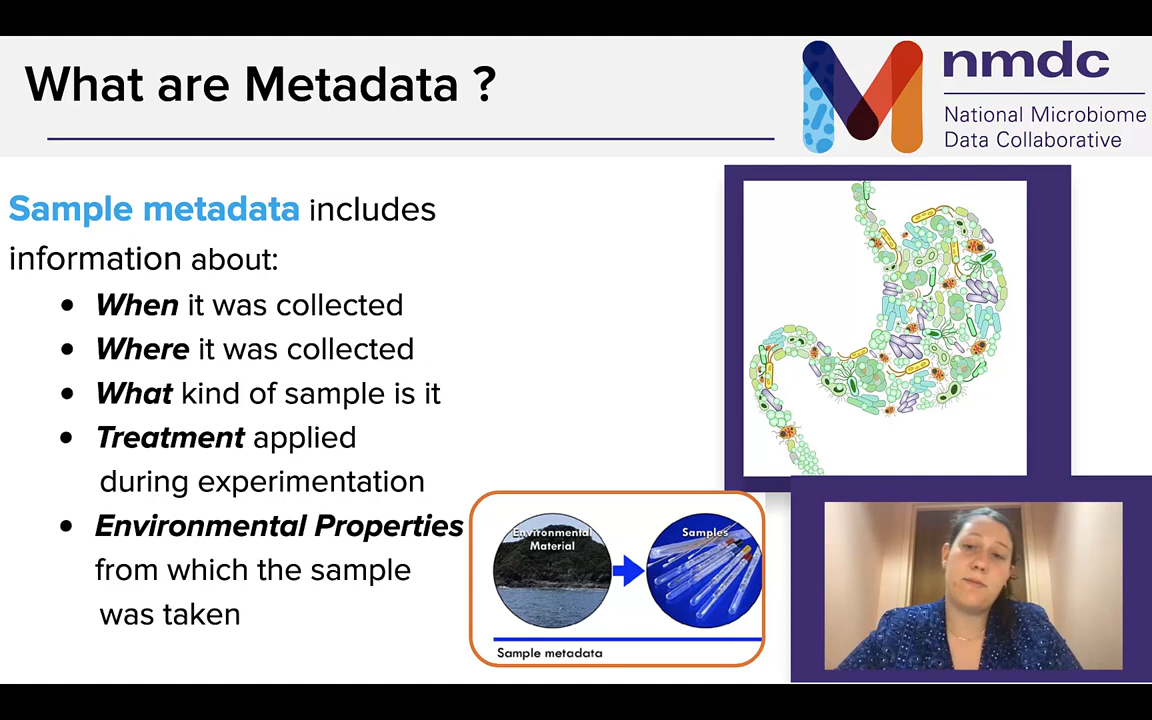 What are Metadata ?
nmdc
National Microbiome
Data Collaborative
Sample metadata includes
information about:
• When it was collected
• Where it was collected
• What kind of sample is it
• Treatment applied
during experimentation
• Environmental Properties
from which the sample
was taken
Environmental
Material
Samples
Sample metadata